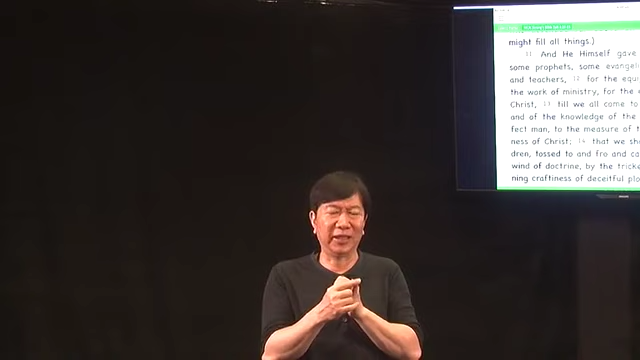 might fill all things.)
11 And He Himself gave
some prophets, some evangeli
and teachers, 12 for the equi
the work of ministry, for the
Christ, 13 till we all come to
and of the knowledge of the
fect man, to the measure of t
ness of Christ; 14 that we sho
dren, tossed to and fro and ca
wind of doctrine, by the tricke
ning craftiness of deceitful plo